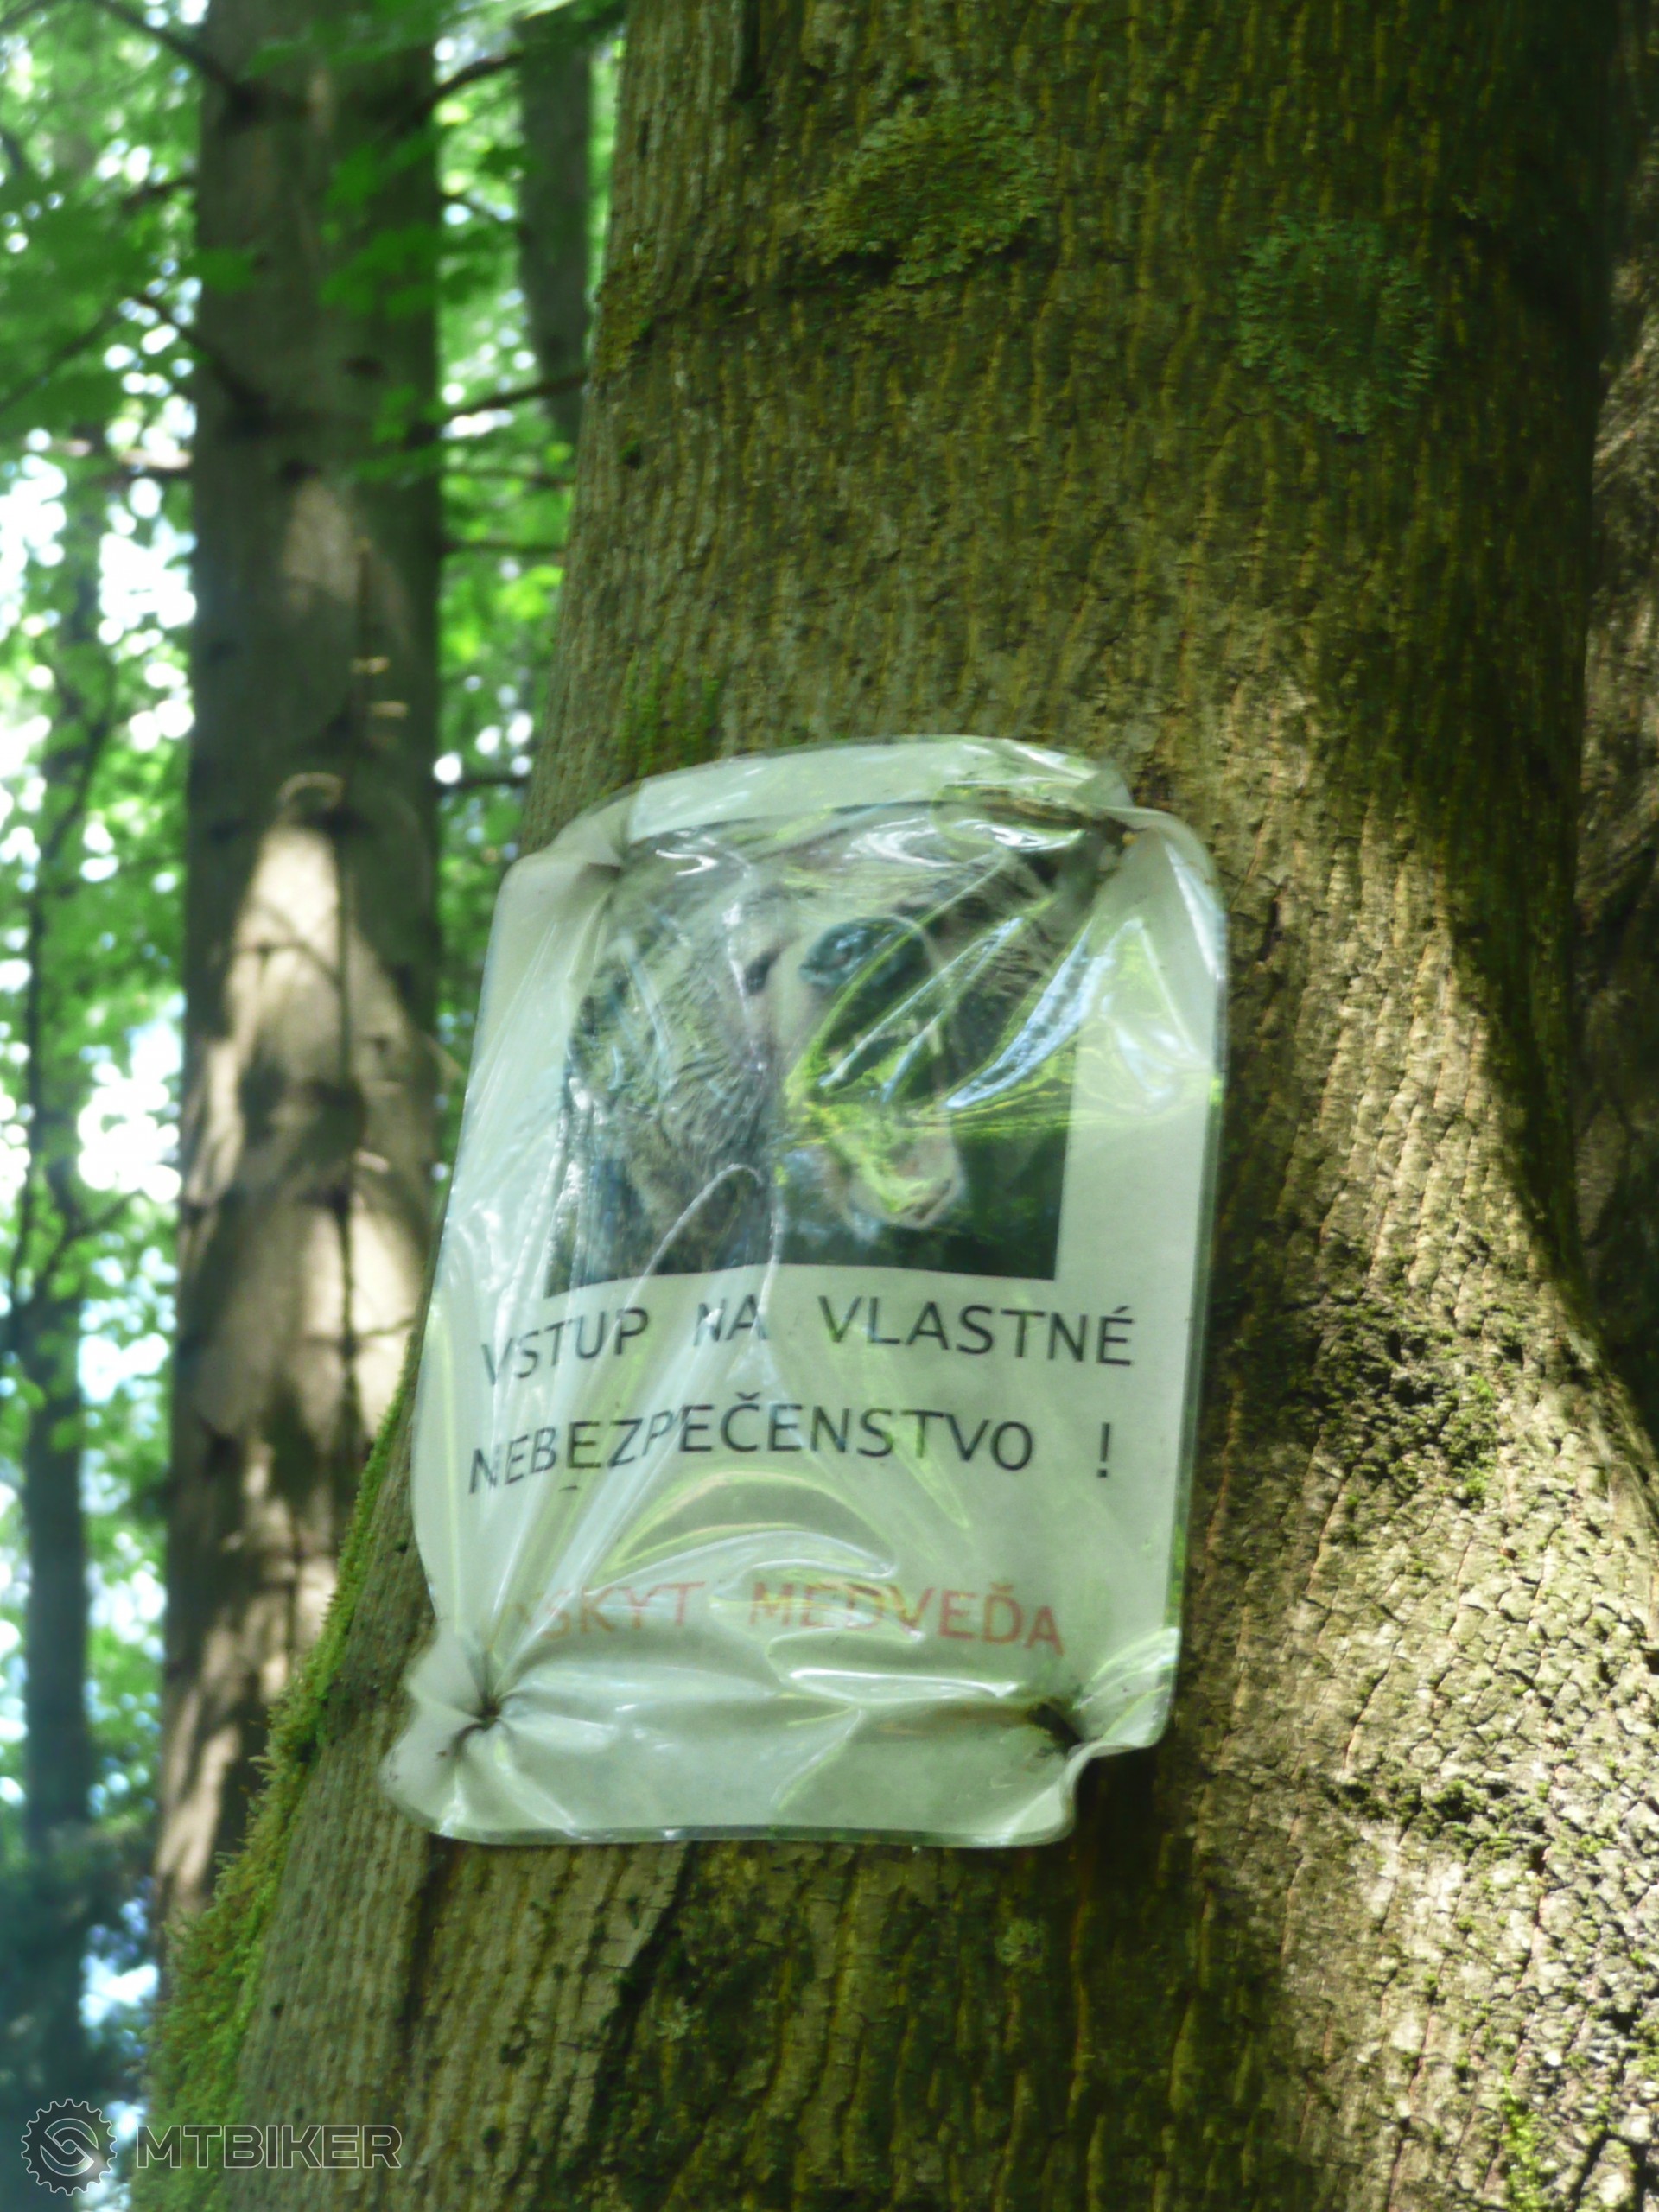 VSTUP NA VLASTNÉ
NEBEZPEČENSTVO !
MEDVEĎA
MTBIKER